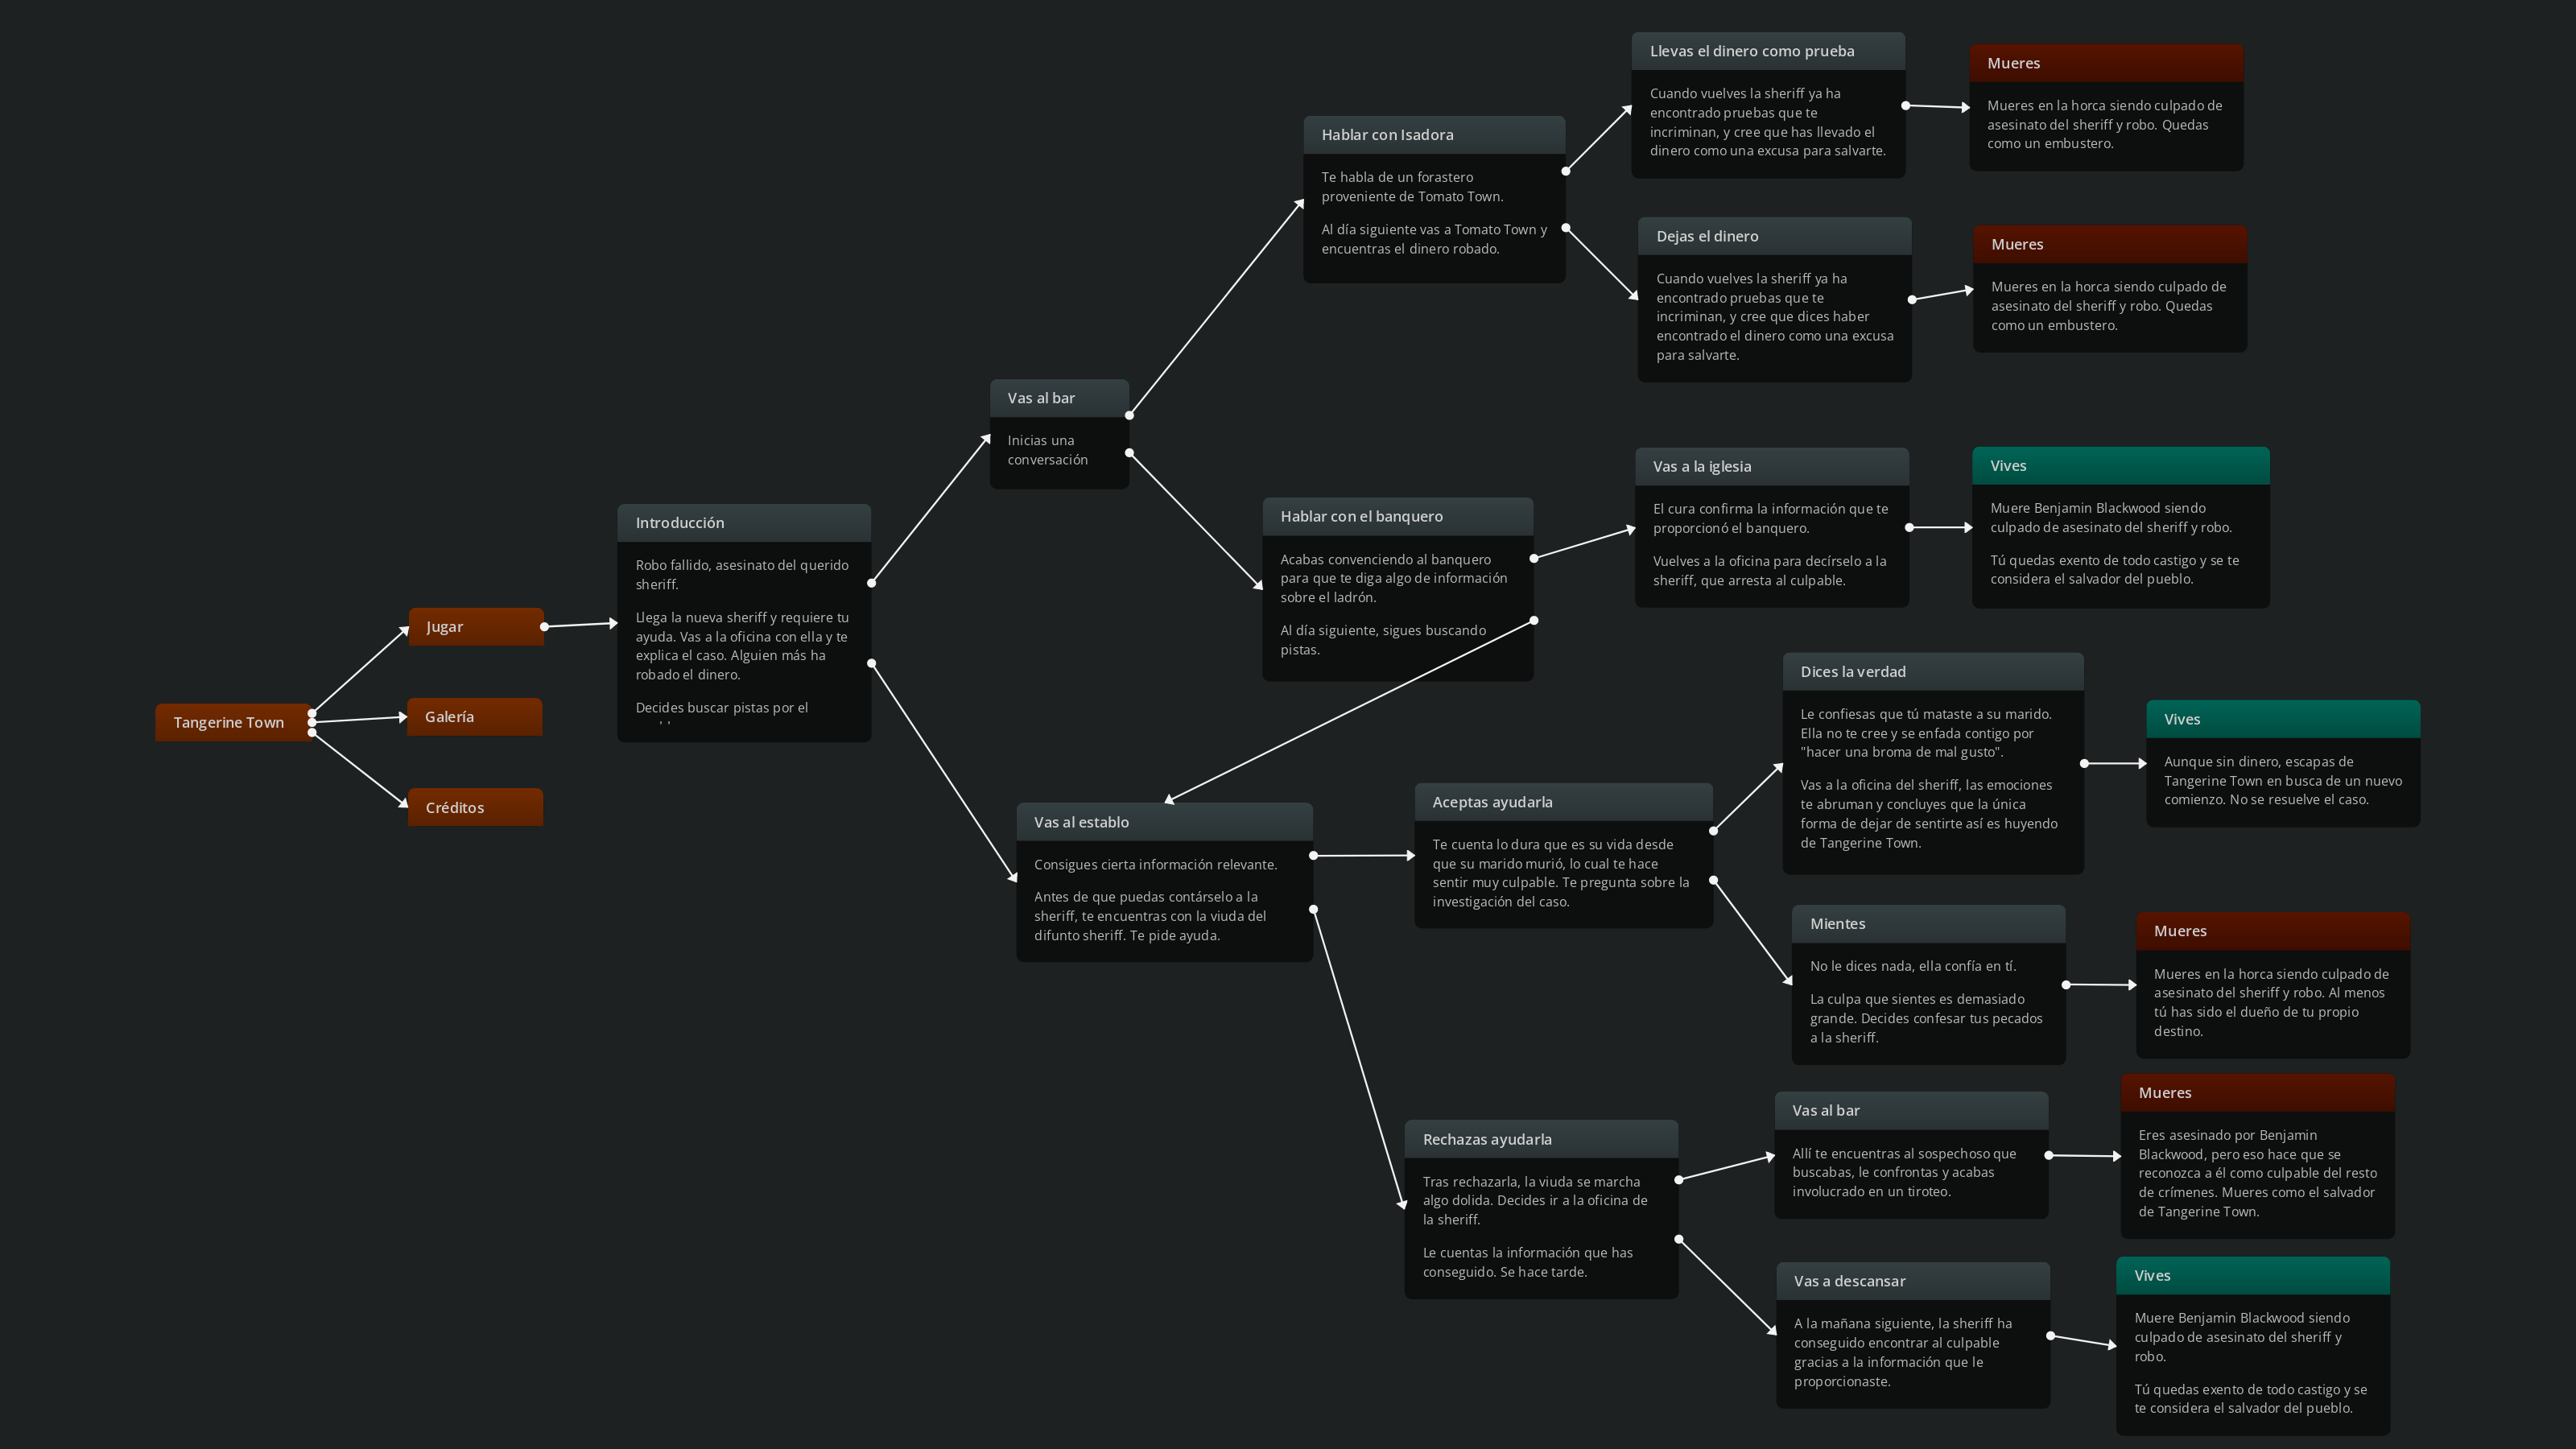 Tangerine Town
Jugar
Galería
Créditos
Introducción
Robo fallido, asesinato del querido
sheriff.
Llega la nueva sheriff y requiere tu
ayuda. Vas a la oficina con ella y te
explica el caso. Alguien más ha
robado el dinero.
Decides buscar pistas por el
Vas al bar
Inicias una
conversación
Hablar con Isadora
Te habla de un forastero
proveniente de Tomato Town.
Al día siguiente vas a Tomato Town y
encuentras el dinero robado.
Llevas el dinero como prueba
Cuando vuelves la sheriff ya ha
encontrado pruebas que te
incriminan, y cree que has llevado el
dinero como una excusa para salvarte.
Mueres
Mueres en la horca siendo culpado de
asesinato del sheriff y robo. Quedas
como un embustero.
Dejas el dinero
Cuando vuelves la sheriff ya ha
encontrado pruebas que te
incriminan, y cree que dices haber
encontrado el dinero como una excusa
para salvarte.
Mueres
Mueres en la horca siendo culpado de
asesinato del sheriff y robo. Quedas
como un embustero.
Hablar con el banquero
Acabas convenciendo al banquero
para que te diga algo de información
sobre el ladrón.
Al día siguiente, sigues buscando
pistas.
Vas a la iglesia
El cura confirma la información que te
proporcionó el banquero.
Vuelves a la oficina para decírselo a la
sheriff, que arresta al culpable.
Vives
Muere Benjamin Blackwood siendo
culpado de asesinato del sheriff y robo.
Tú quedas exento de todo castigo y se te
considera el salvador del pueblo.
Vas al establo
Consigues cierta información relevante.
Antes de que puedas contárselo a la
sheriff, te encuentras con la viuda del
difunto sheriff. Te pide ayuda.
Aceptas ayudarla
Te cuenta lo dura que es su vida desde
que su marido murió, lo cual te hace
sentir muy culpable. Te pregunta sobre la
investigación del caso.
Dices la verdad
Le confiesas que tú mataste a su marido.
Ella no te cree y se enfada contigo por
"hacer una broma de mal gusto".
Vas a la oficina del sheriff, las emociones
te abruman y concluyes que la única
forma de dejar de sentirte así es huyendo
de Tangerine Town.
Vives
Aunque sin dinero, escapas de
Tangerine Town en busca de un nuevo
comienzo. No se resuelve el caso.
Mientes
No le dices nada, ella confía en tí.
La culpa que sientes es demasiado
grande. Decides confesar tus pecados
a la sheriff.
Mueres
Mueres en la horca siendo culpado de
asesinato del sheriff y robo. Al menos
tú has sido el dueño de tu propio
destino.
Rechazas ayudarla
Tras rechazarla, la viuda se marcha
algo dolida. Decides ir a la oficina de
la sheriff.
Le cuentas la información que has
conseguido. Se hace tarde.
Vas al bar
Allí te encuentras al sospechoso que
buscabas, le confrontas y acabas
involucrado en un tiroteo.
Mueres
Eres asesinado por Benjamin
Blackwood, pero eso hace que se
reconozca a él como culpable del resto
de crímenes. Mueres como el salvador
de Tangerine Town.
Vas a descansar
A la mañana siguiente, la sheriff ha
conseguido encontrar al culpable
gracias a la información que le
proporcionaste.
Vives
Muere Benjamin Blackwood siendo
culpado de asesinato del sheriff y
robo.
Tú quedas exento de todo castigo y se
te considera el salvador del pueblo.